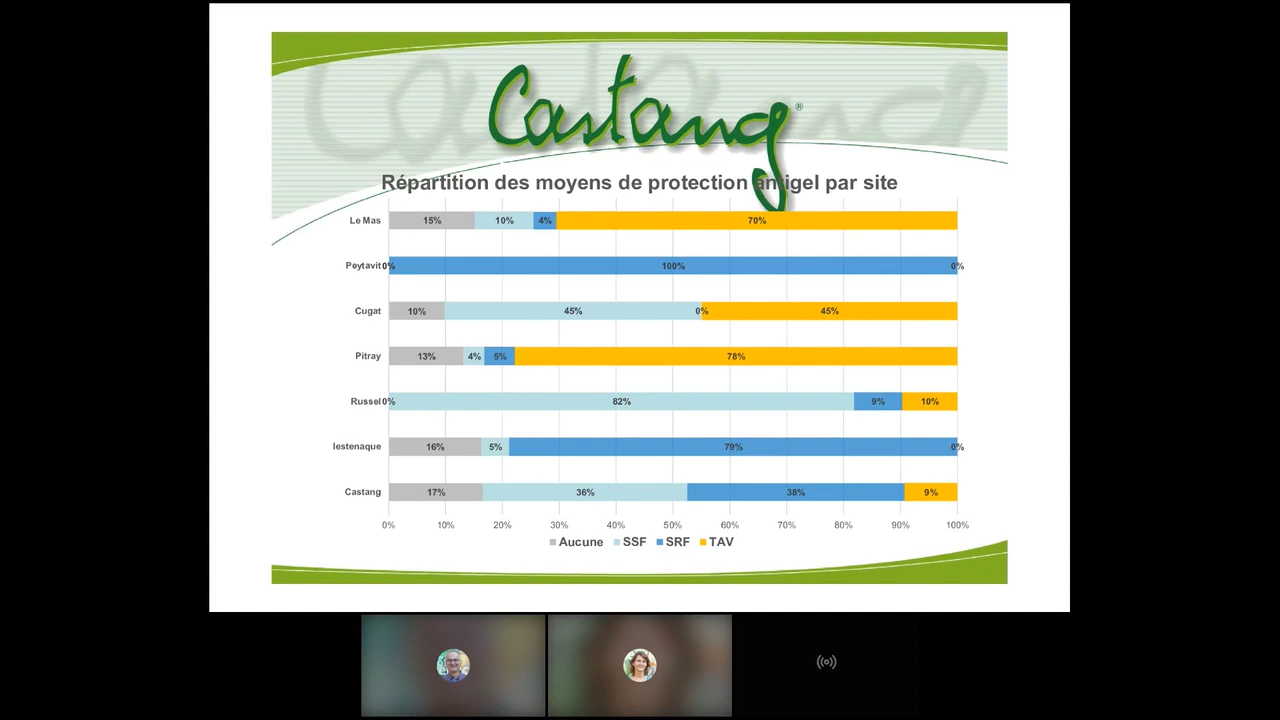 Castang®
Répartition des moyens de protection antigel par site
Le Mas 15% 10% 4% 70%
Peytavit 0% 100% 0%
Cugat 10% 45% 0% 45%
Pitray 13% 4% 5% 78%
Russel 0% 82% 9% 10%
lestenaque 16% 5% 79% 0%
Castang 17% 36% 38% 9%
0% 10% 20% 30% 40% 50% 60% 70% 80% 90% 100%
Aucune SSF SRF TAV